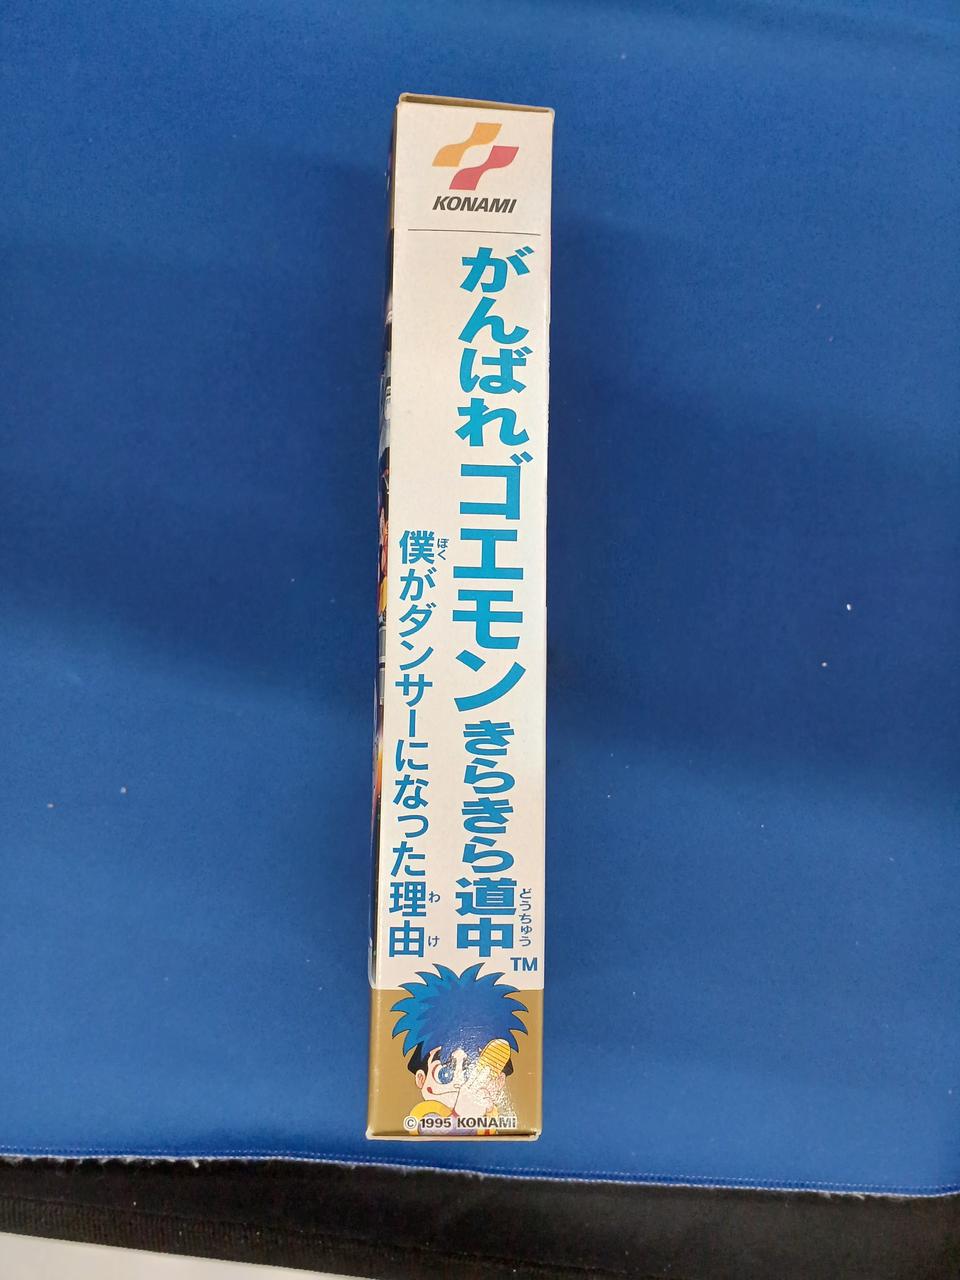 KONAMI
がんばれゴエモンきらきら道中
どうちゅう
TM
僕がダンサーになった理由
ぼく
わけ
© 1995 KONAMI